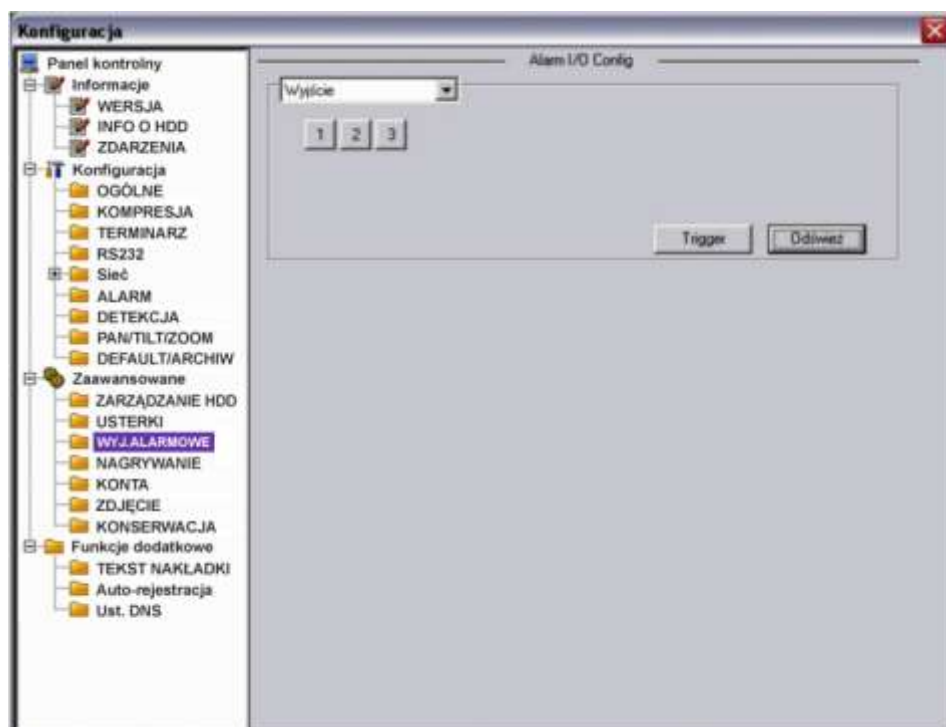 Konfiguracja
Panel kontrolny
Informacje
WERSJA
INFO O HDD
ZDARZENIA
Konfiguracja
OGÓLNE
KOMPRESJA
TERMINARZ
RS232
Sieć
ALARM
DETEKCJA
PAN/TILT/ZOOM
DEFAULT/ARCHIW
Zaawansowane
ZARZĄDZANIE HDD
USTERKI
WYJ.ALARMOWE
NAGRYWANIE
KONTA
ZDJĘCIE
KONSERWACJA
Funkcje dodatkowe
TEKST NAKŁADKI
Auto-rejestracja
Ust. DNS
Alarm I/O Config
Wyjście
1 2 3
Trigger Odśwież